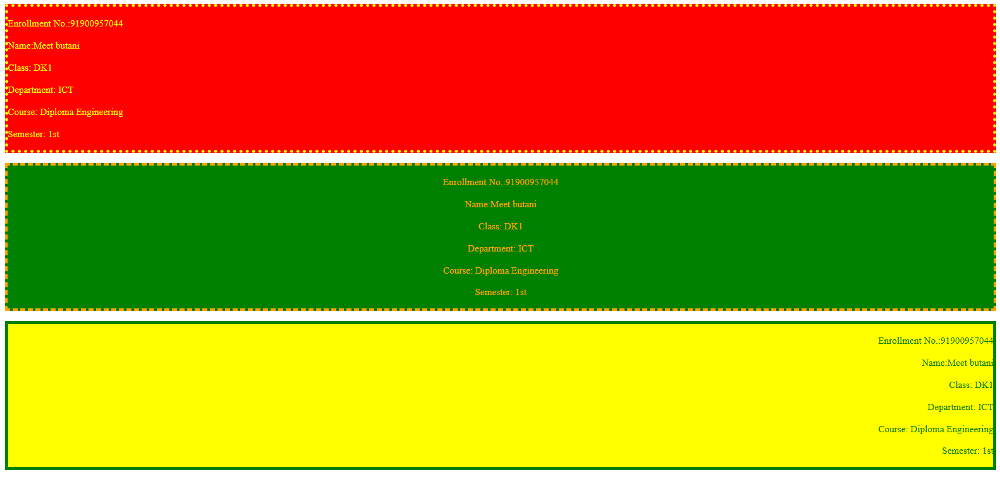 Enrollment No.:91900957044
Name:Meet butani
Class: DK1
Department: ICT
Course: Diploma Engineering
Semester: 1st
Enrollment No.:91900957044
Name:Meet butani
Class: DK1
Department: ICT
Course: Diploma Engineering
Semester: 1st
Enrollment No.:91900957044
Name:Meet butani
Class: DK1
Department: ICT
Course: Diploma Engineering
Semester: 1st